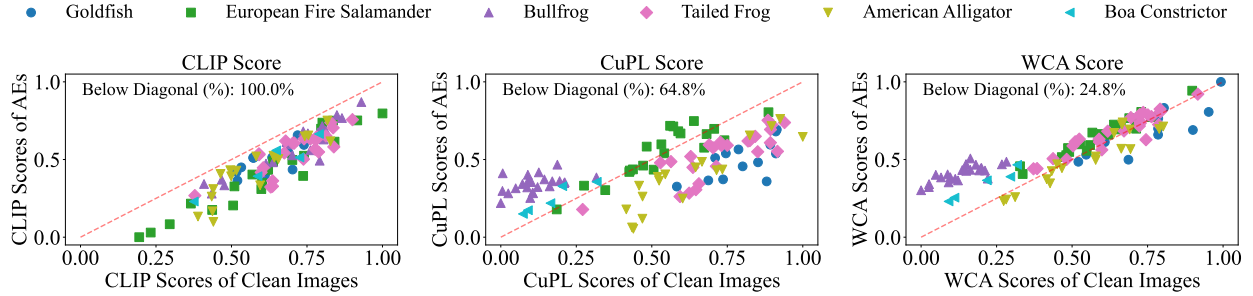 Goldfish European Fire Salamander Bullfrog Tailed Frog American Alligator Boa Constrictor
CLIP Score
Below Diagonal (%): 100.0%
CLIP Scores of AEs
1.0
0.5
0.0
0.00 0.25 0.50 0.75 1.00
CLIP Scores of Clean Images
CuPL Score
Below Diagonal (%): 64.8%
CuPL Scores of AEs
1.0
0.5
0.0
0.00 0.25 0.50 0.75 1.00
CuPL Scores of Clean Images
WCA Score
Below Diagonal (%): 24.8%
WCA Scores of AEs
1.0
0.5
0.0
0.00 0.25 0.50 0.75 1.00
WCA Scores of Clean Images